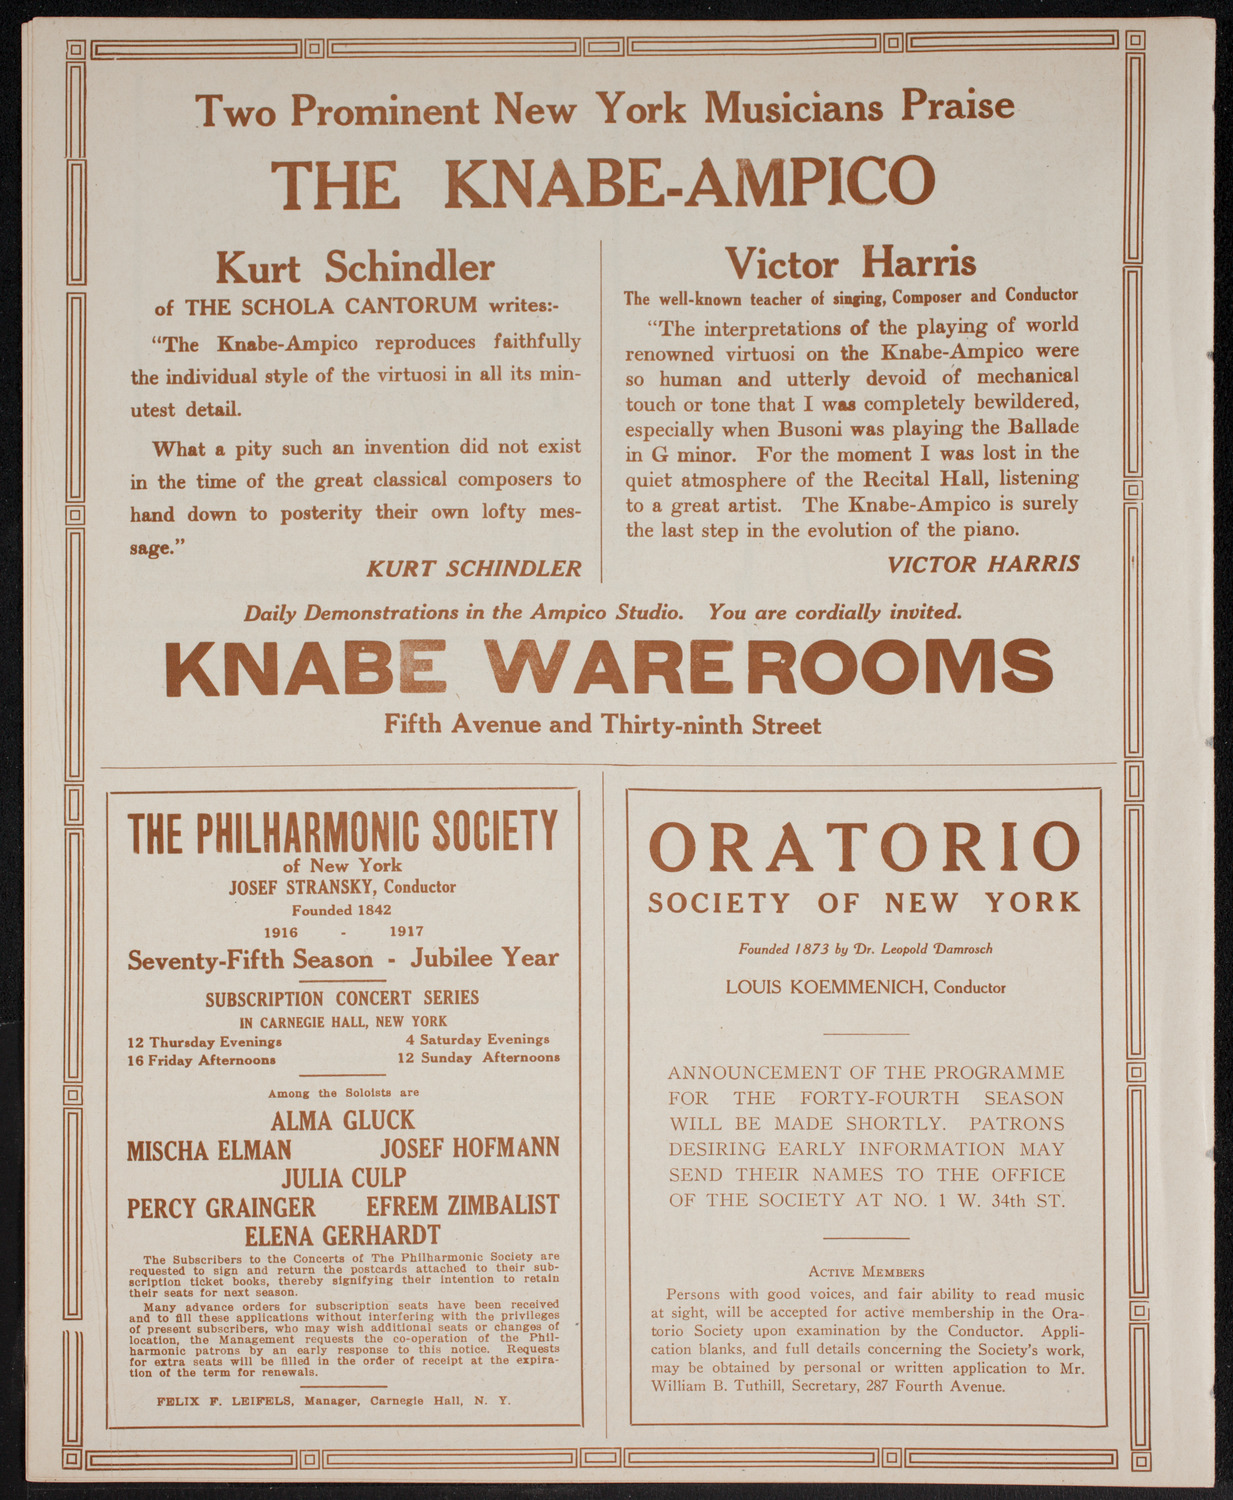 Two Prominent New York Musicians Praise
THE KNABE-AMPICO
Kurt Schindler
of THE SCHOLA CANTORUM writes:-
"The Knabe-Ampico reproduces faithfully
the individual style of the virtuosi in all its min-
utest detail.
What a pity such an invention did not exist
in the time of the great classical composers to
hand down to posterity their own lofty mes-
sage."
KURT SCHINDLER
Victor Harris
The well-known teacher of singing, Composer and Conductor
"The interpretations of the playing of world
renowned virtuosi on the Knabe-Ampico were
so human and utterly devoid of mechanical
touch or tone that I was completely bewildered,
especially when Busoni was playing the Ballade
in G minor. For the moment I was lost in the
quiet atmosphere of the Recital Hall, listening
to a great artist. The Knabe-Ampico is surely
the last step in the evolution of the piano.
VICTOR HARRIS
Daily Demonstrations in the Ampico Studio. You are cordially invited.
KNABE WAREROOMS
Fifth Avenue and Thirty-ninth Street
THE PHILHARMONIC SOCIETY
of New York
JOSEF STRANSKY, Conductor
Founded 1842
1916 - 1917
Seventy-Fifth Season - Jubilee Year
SUBSCRIPTION CONCERT SERIES
IN CARNEGIE HALL, NEW YORK
12 Thursday Evenings 4 Saturday Evenings
16 Friday Afternoons 12 Sunday Afternoons
Among the Soloists are
ALMA GLUCK
MISCHA ELMAN JOSEF HOFMANN
JULIA CULP
PERCY GRAINGER EFREM ZIMBALIST
ELENA GERHARDT
The Subscribers to the Concerts of The Philharmonic Society are
requested to sign and return the postcards attached to their sub-
scription ticket books, thereby signifying their intention to retain
their seats for next season.
Many advance orders for subscription seats have been received
and to fill these applications without interfering with the privileges
of present subscribers, who may wish additional seats or changes of
location, the Management requests the co-operation of the Phil-
harmonic patrons by an early response to this notice. Requests
for extra seats will be filled in the order of receipt at the expira-
tion of the term for renewals.
FELIX F. LEIFELS, Manager, Carnegie Hall, N. Y.
ORATORIO
SOCIETY OF NEW YORK
Founded 1873 by Dr. Leopold Damrosch
LOUIS KOEMMENICH, Conductor
ANNOUNCEMENT OF THE PROGRAMME
FOR THE FORTY-FOURTH SEASON
WILL BE MADE SHORTLY. PATRONS
DESIRING EARLY INFORMATION MAY
SEND THEIR NAMES TO THE OFFICE
OF THE SOCIETY AT NO. 1 W. 34th ST.
ACTIVE MEMBERS
Persons with good voices, and fair ability to read music
at sight, will be accepted for active membership in the Ora-
torio Society upon examination by the Conductor. Appli-
cation blanks, and full details concerning the Society's work,
may be obtained by personal or written application to Mr.
William B. Tuthill, Secretary, 287 Fourth Avenue.